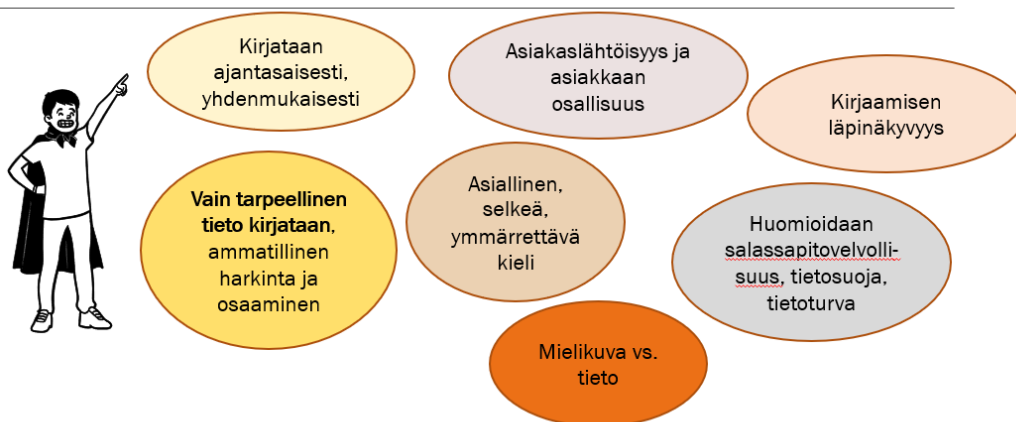 Kirjataan
ajantasaisesti,
yhdenmukaisesti
Asiakaslähtöisyys ja
asiakkaan
osallisuus
Kirjaamisen
läpinäkyvyys
Vain tarpeellinen
tieto kirjataan,
ammatillinen
harkinta ja
osaaminen
Asiallinen,
selkeä,
ymmärrettävä
kieli
Huomioidaan
salassapitovelvolli-
suus, tietosuoja,
tietoturva
Mielikuva vs.
tieto